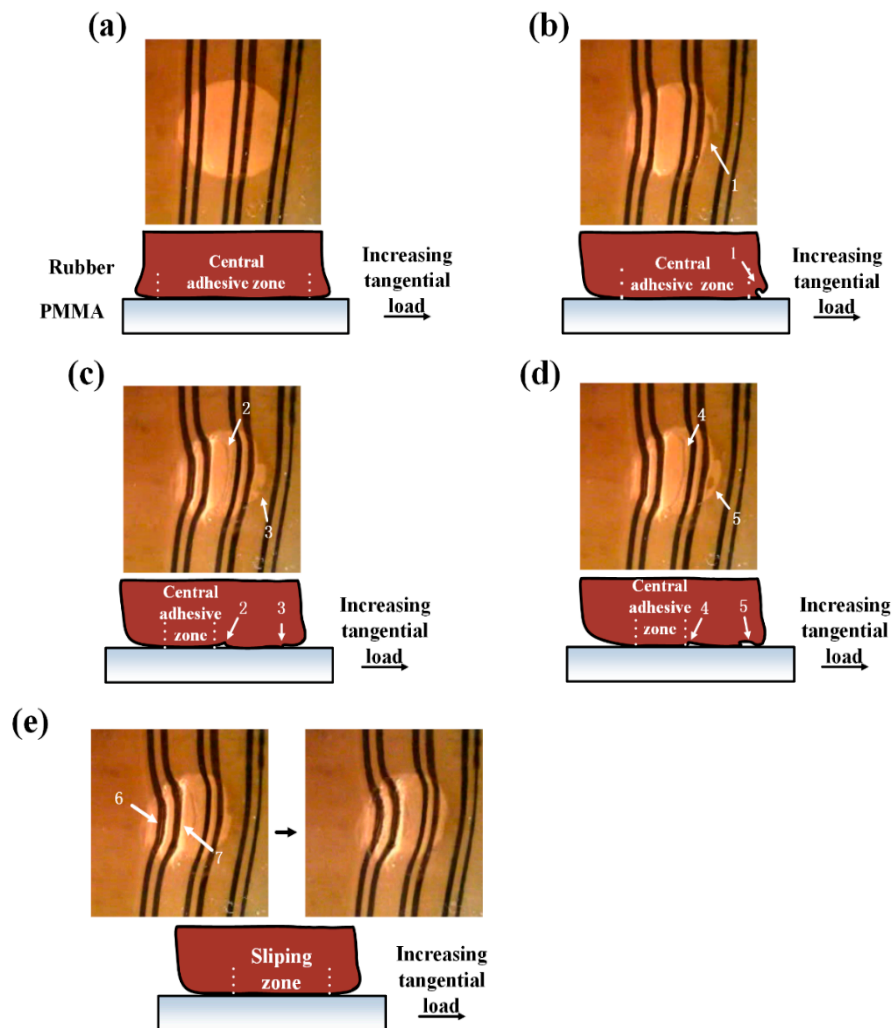 (a)
(b)
1
Rubber
PMMA
Central
adhesive zone
Increasing
tangential
load
1
Central
adhesive zone
Increasing
tangential
load
(c)
(d)
2
3
4
5
Central
adhesive
zone
2
3
Increasing
tangential
load
Central
adhesive
zone
4
5
Increasing
tangential
load
(e)
6
7
Sliping
zone
Increasing
tangential
load